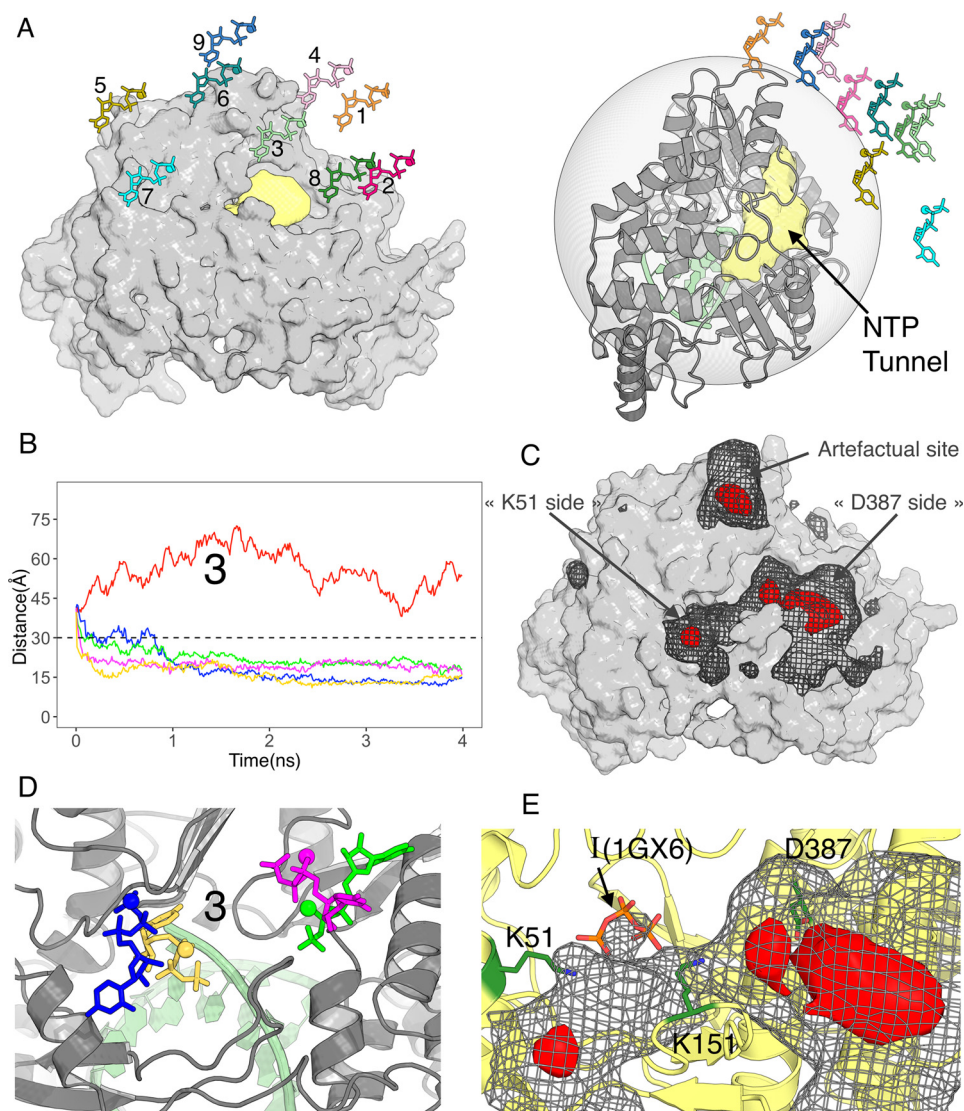 A
9
4
5
6
1
3
8
2
7
NTP
Tunnel
B
75
60
45
30
15
0
3
Distance(Å)
0
1
2
3
4
Time(ns)
C
Artefactual site
« K51 side »
« D387 side »
D
3
E
I(1GX6)
D387
K51
K151